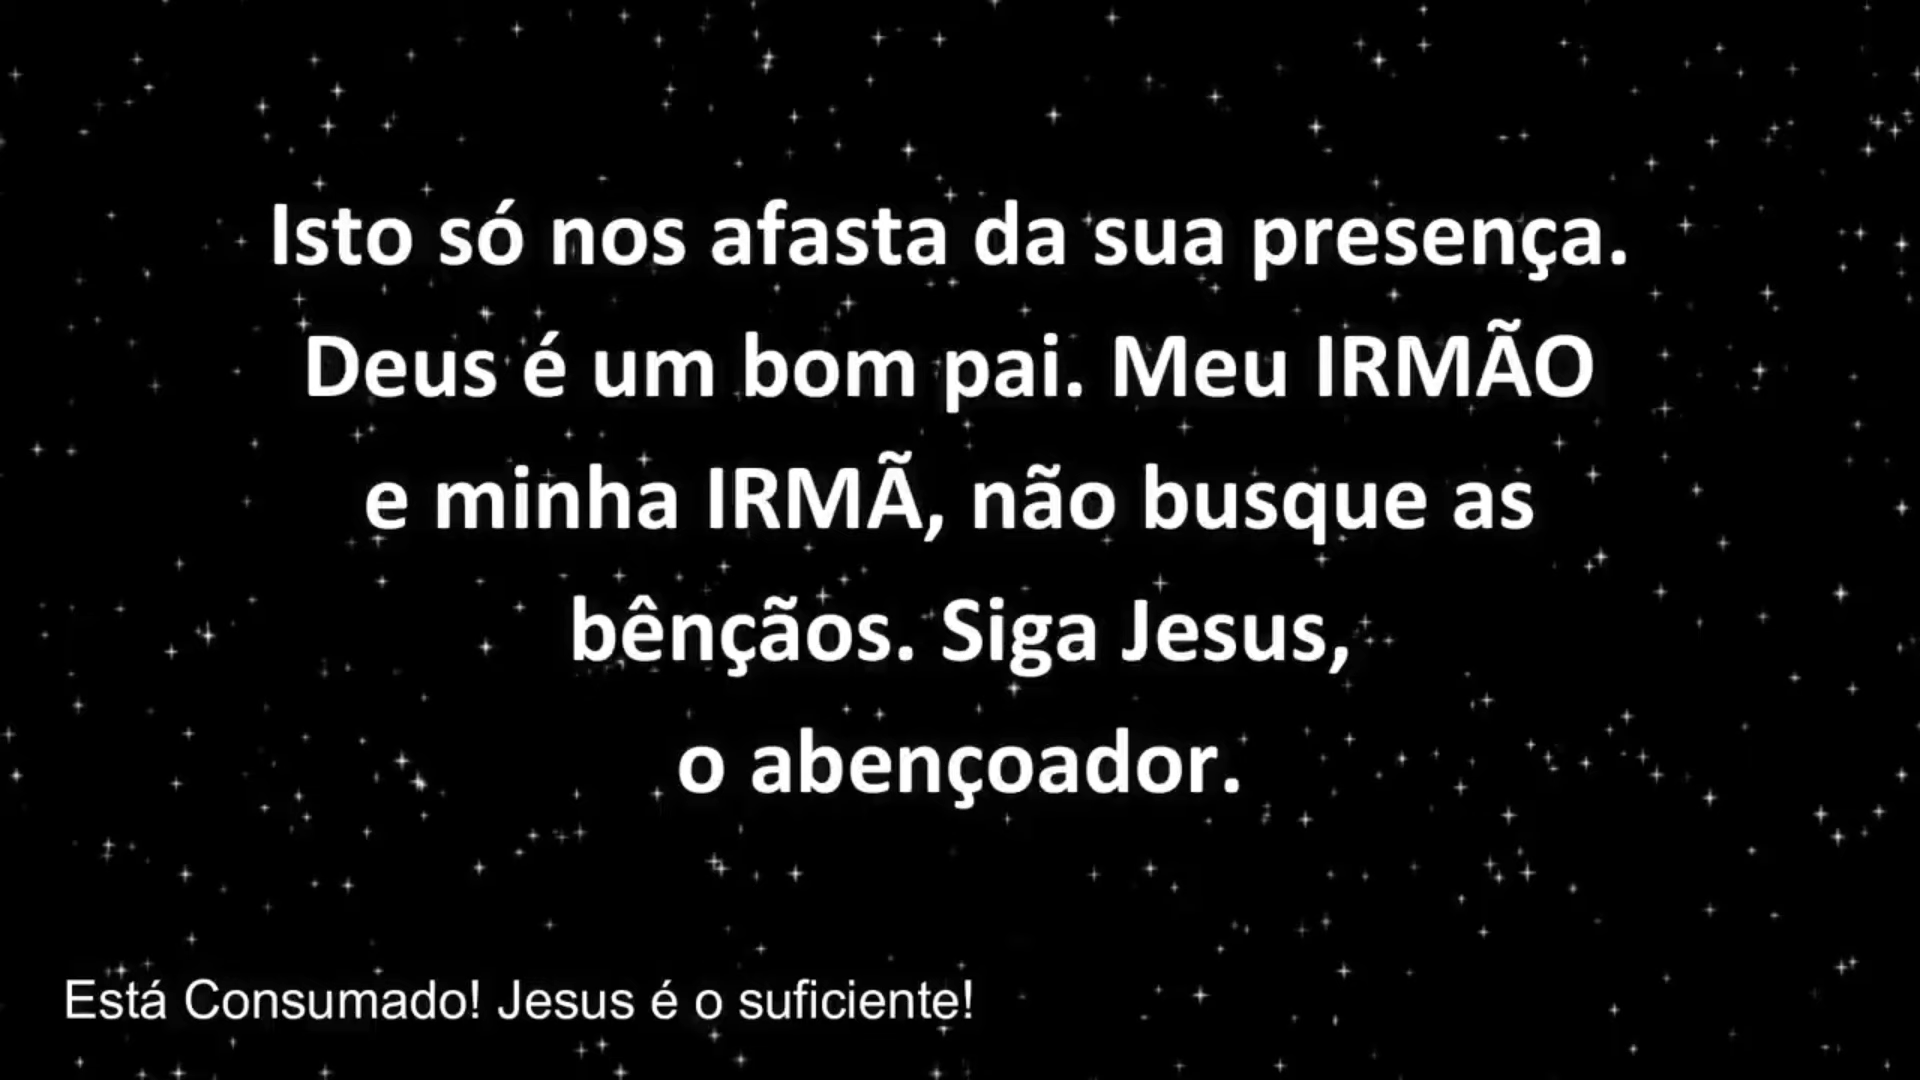 Isto só nos afasta da sua presença.
Deus é um bom pai. Meu IRMÃO
e minha IRMÃ, não busque as
bênçãos. Siga Jesus,
o abençoador.
Está Consumado! Jesus é o suficiente!